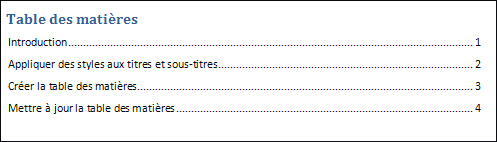 Table des matières
Introduction........................................................................................................................ 1
Appliquer des styles aux titres et sous-titres........................................................................ 2
Créer la table des matières.................................................................................................. 3
Mettre à jour la table des matières...................................................................................... 4